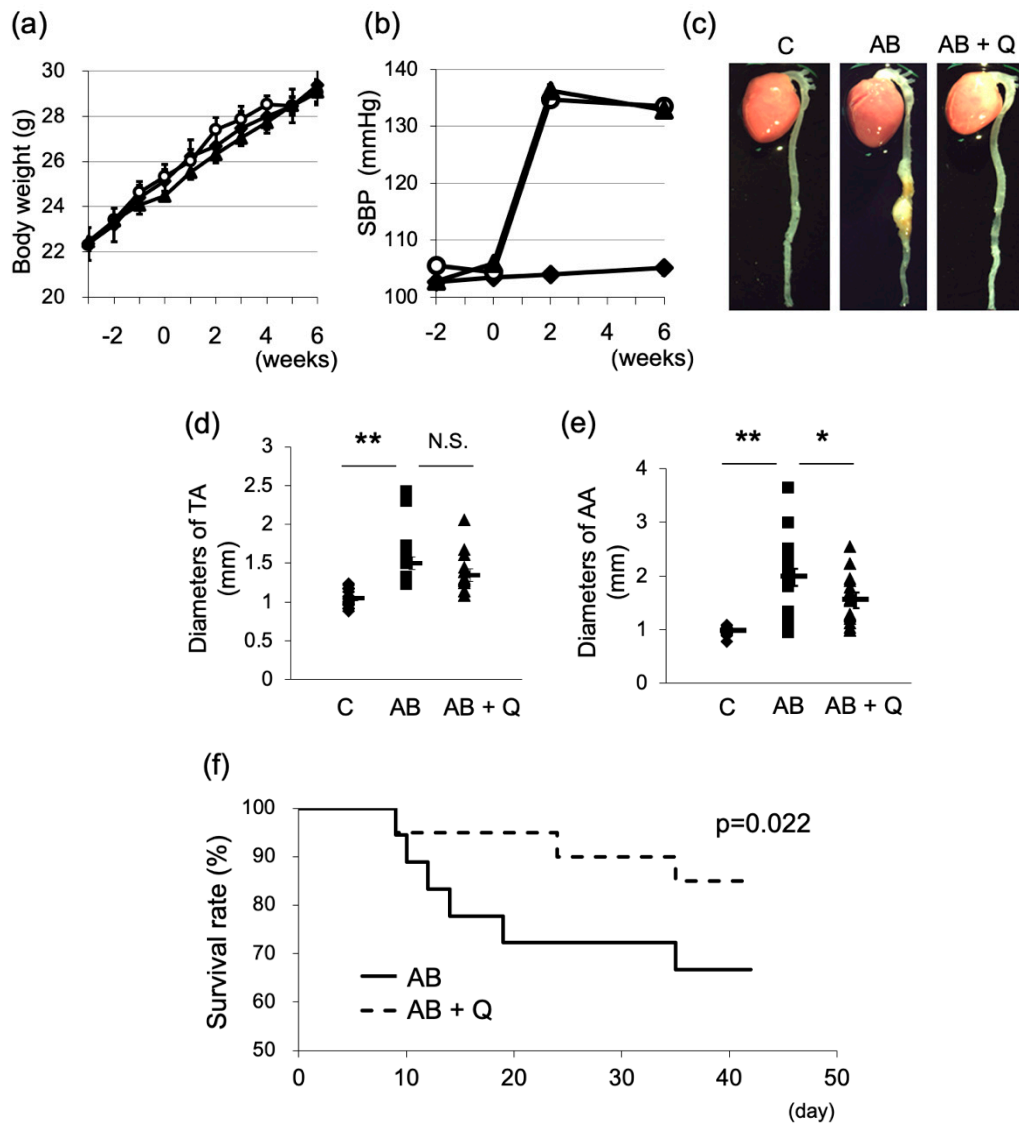 (a)
Body weight (g)
30
28
26
24
22
20
-2 0 2 4 6
(weeks)
(b)
SBP (mmHg)
140
130
120
110
100
-2 0 2 4 6
(weeks)
(c)
C AB AB + Q
(d)
** N.S.
Diameters of TA
(mm)
3
2.5
2
1.5
1
0.5
0
C AB AB + Q
(e)
** *
Diameters of AA
(mm)
4
3
2
1
0
C AB AB + Q
(f)
Survival rate (%)
100
90
80
70
60
50
p=0.022
AB
AB + Q
0 10 20 30 40 50
(day)